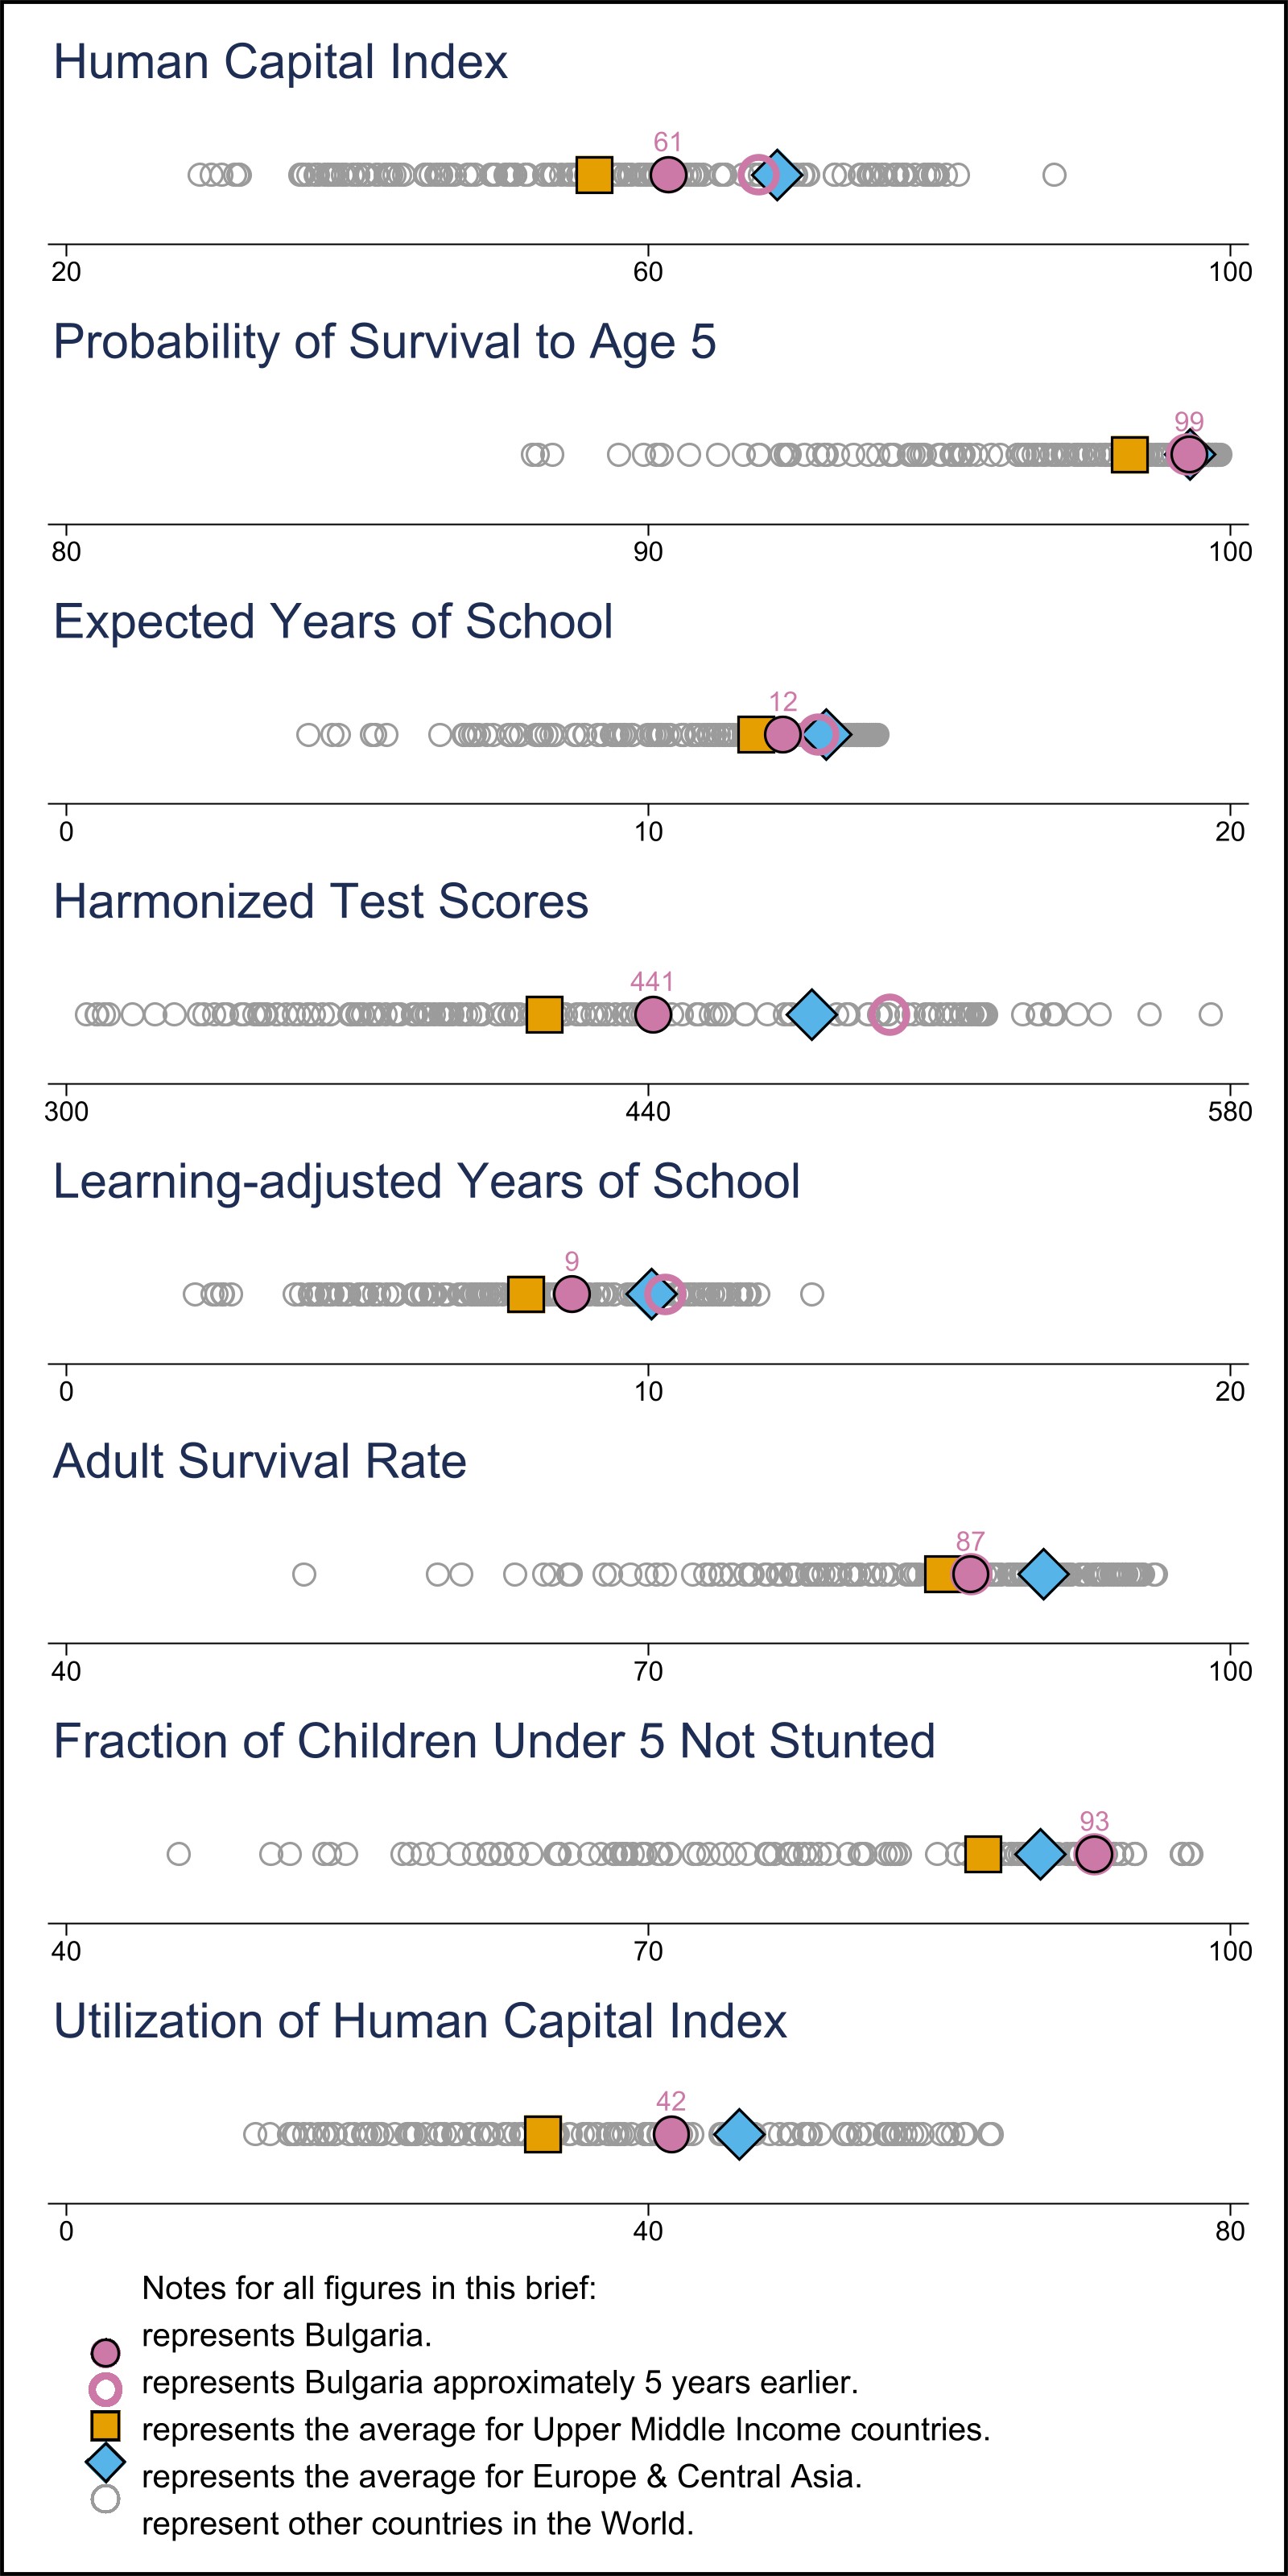 Human Capital Index
61
20 60 100
Probability of Survival to Age 5
99
80 90 100
Expected Years of School
12
0 10 20
Harmonized Test Scores
441
300 440 580
Learning-adjusted Years of School
9
0 10 20
Adult Survival Rate
87
40 70 100
Fraction of Children Under 5 Not Stunted
93
40 70 100
Utilization of Human Capital Index
42
0 40 80
Notes for all figures in this brief:
represents Bulgaria.
represents Bulgaria approximately 5 years earlier.
represents the average for Upper Middle Income countries.
represents the average for Europe & Central Asia.
represent other countries in the World.